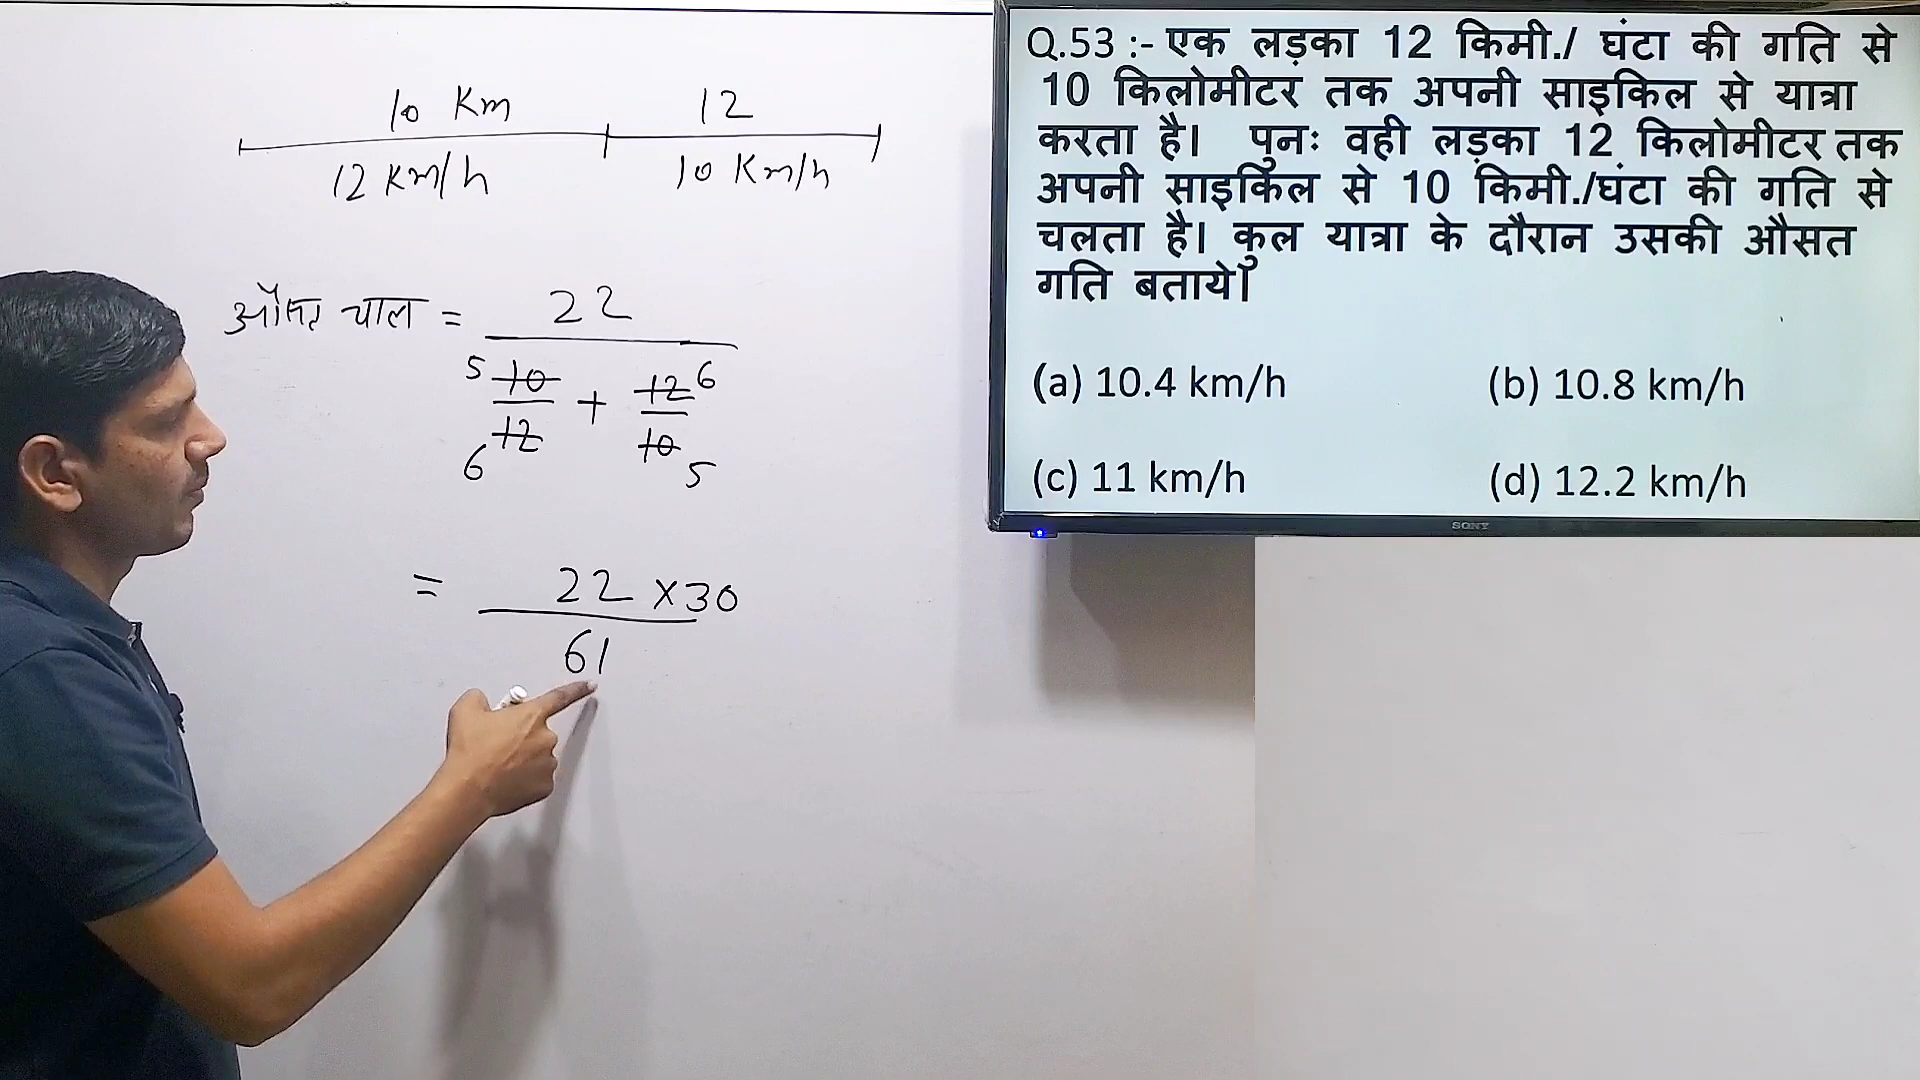 10 Km 12
12 Km/h 10 Km/h
औसत चाल = 22
5 10 + 12 6
6 12 10 5
= 22 x 30
61
Q.53 :- एक लड़का 12 किमी./ घंटा की गति से
10 किलोमीटर तक अपनी साइकिल से यात्रा
करता है। पुनः वही लड़का 12 किलोमीटर तक
अपनी साइकिल से 10 किमी./घंटा की गति से
चलता है। कुल यात्रा के दौरान उसकी औसत
गति बताये।
(a) 10.4 km/h (b) 10.8 km/h
(c) 11 km/h (d) 12.2 km/h
SONY